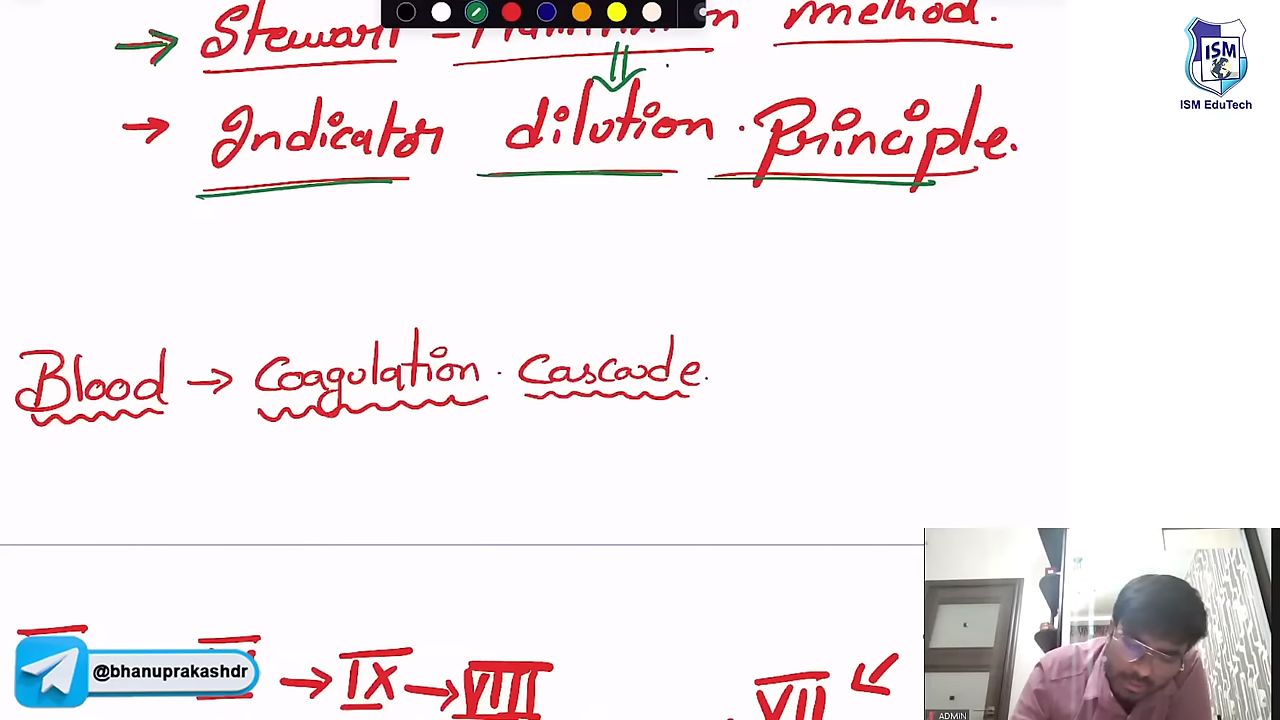 → Stewart - n method.
→ Indicator dilution. Principle.
ISM
ISM EduTech
Blood → Coagulation. Cascade.
→ IX → VIII
VII
@bhanuprakashdr
ADMIN